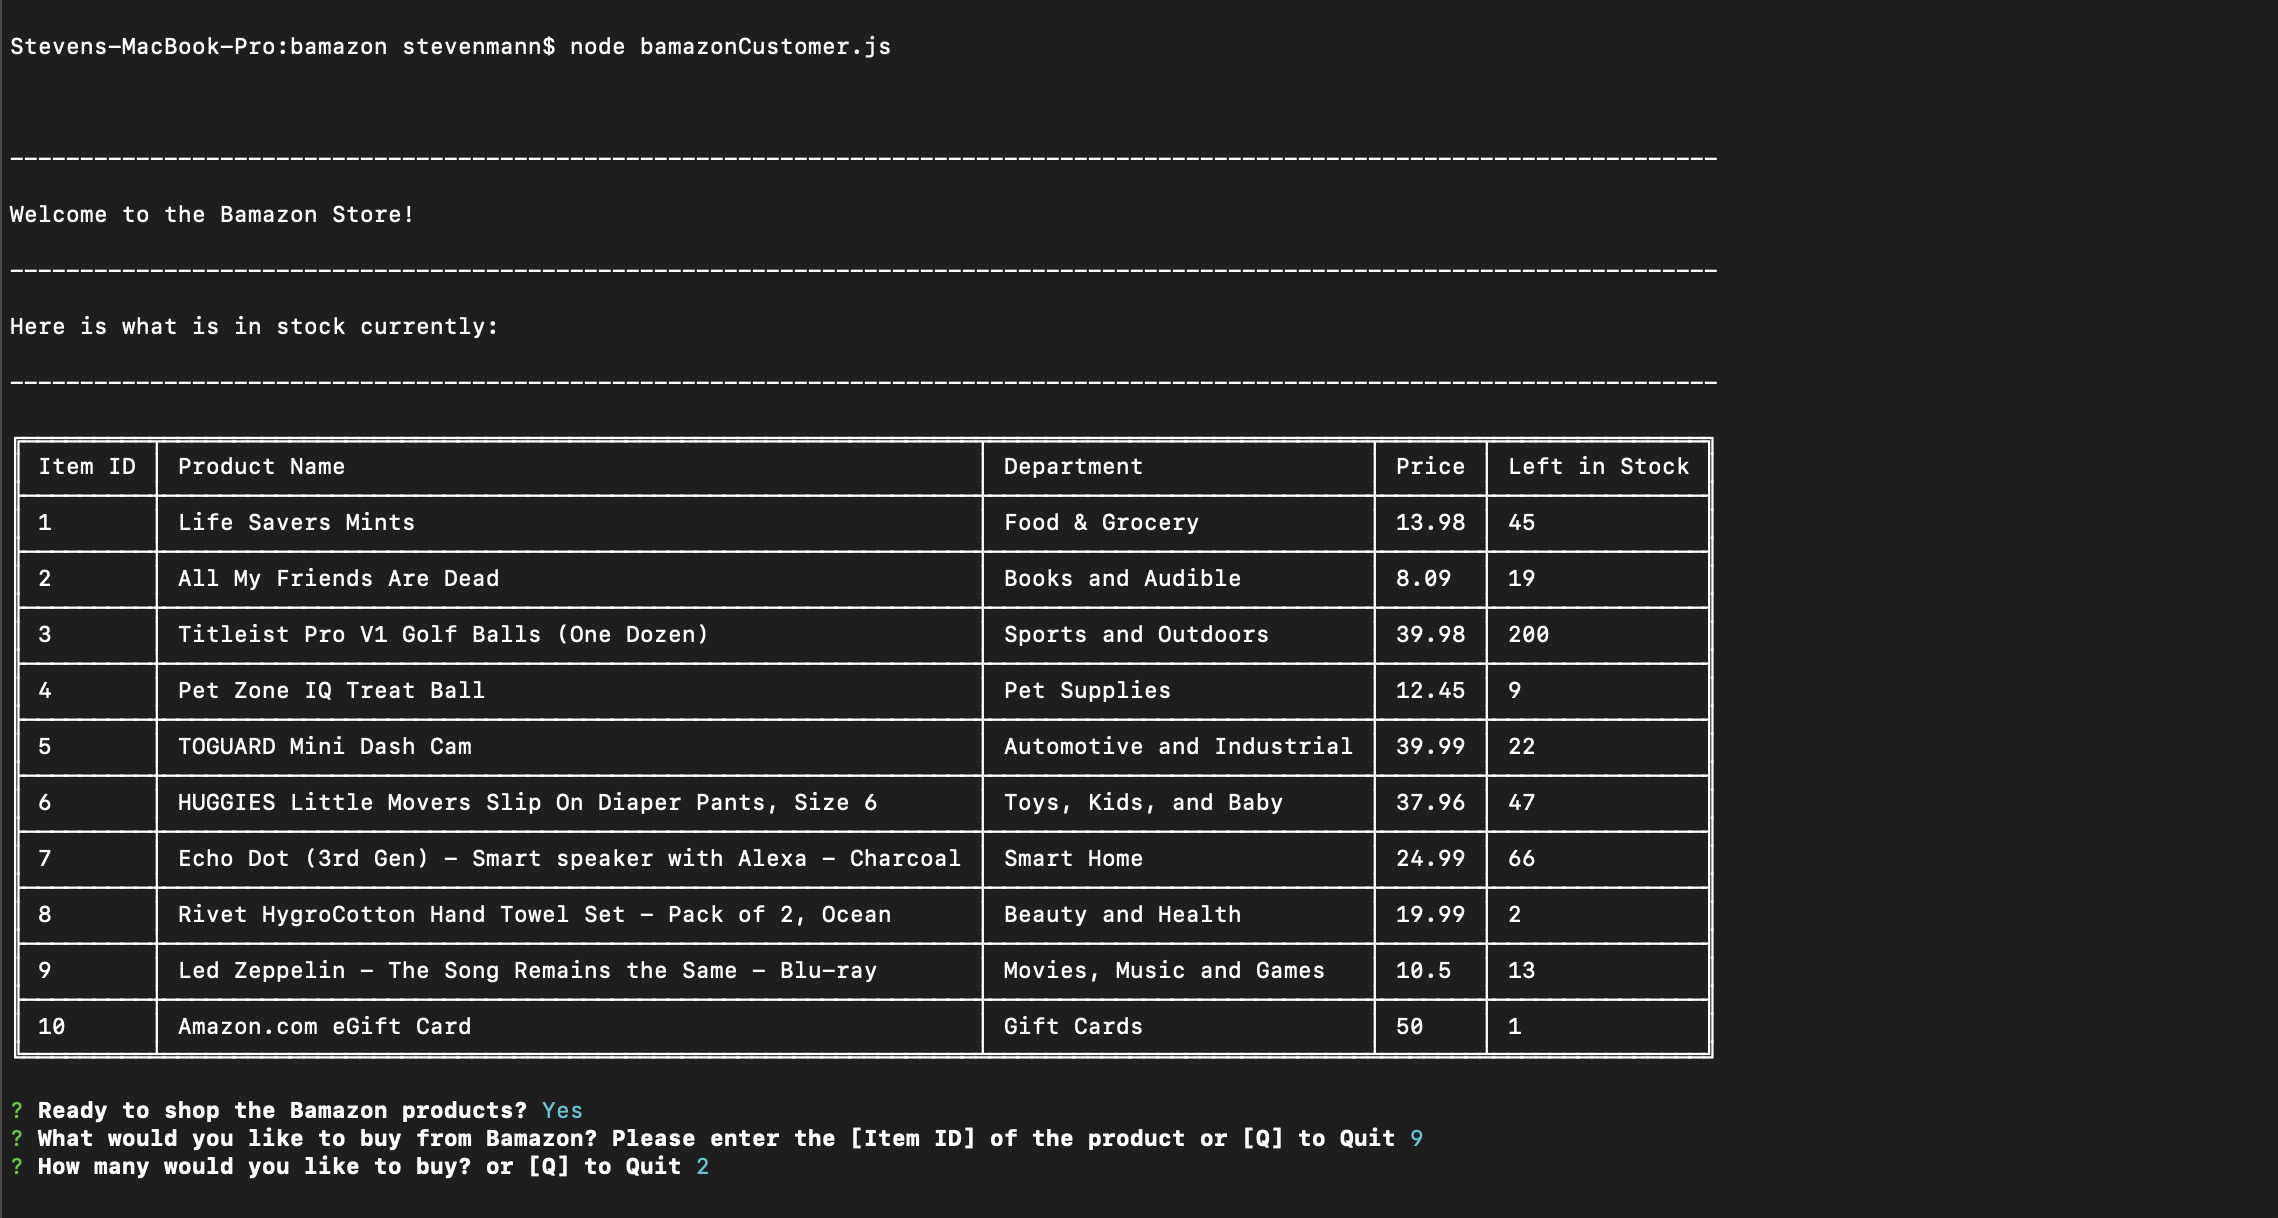 Stevens-MacBook-Pro:bamazon stevenmann$ node bamazonCustomer.js
--------------------------------------------------------------------------------------------------------------------------
Welcome to the Bamazon Store!
--------------------------------------------------------------------------------------------------------------------------
Here is what is in stock currently:
--------------------------------------------------------------------------------------------------------------------------
Item ID Product Name Department Price Left in Stock
1 Life Savers Mints Food & Grocery 13.98 45
2 All My Friends Are Dead Books and Audible 8.09 19
3 Titleist Pro V1 Golf Balls (One Dozen) Sports and Outdoors 39.98 200
4 Pet Zone IQ Treat Ball Pet Supplies 12.45 9
5 TOGUARD Mini Dash Cam Automotive and Industrial 39.99 22
6 HUGGIES Little Movers Slip On Diaper Pants, Size 6 Toys, Kids, and Baby 37.96 47
7 Echo Dot (3rd Gen) - Smart speaker with Alexa - Charcoal Smart Home 24.99 66
8 Rivet HygroCotton Hand Towel Set - Pack of 2, Ocean Beauty and Health 19.99 2
9 Led Zeppelin - The Song Remains the Same - Blu-ray Movies, Music and Games 10.5 13
10 Amazon.com eGift Card Gift Cards 50 1
? Ready to shop the Bamazon products? Yes
? What would you like to buy from Bamazon? Please enter the [Item ID] of the product or [Q] to Quit 9
? How many would you like to buy? or [Q] to Quit 2